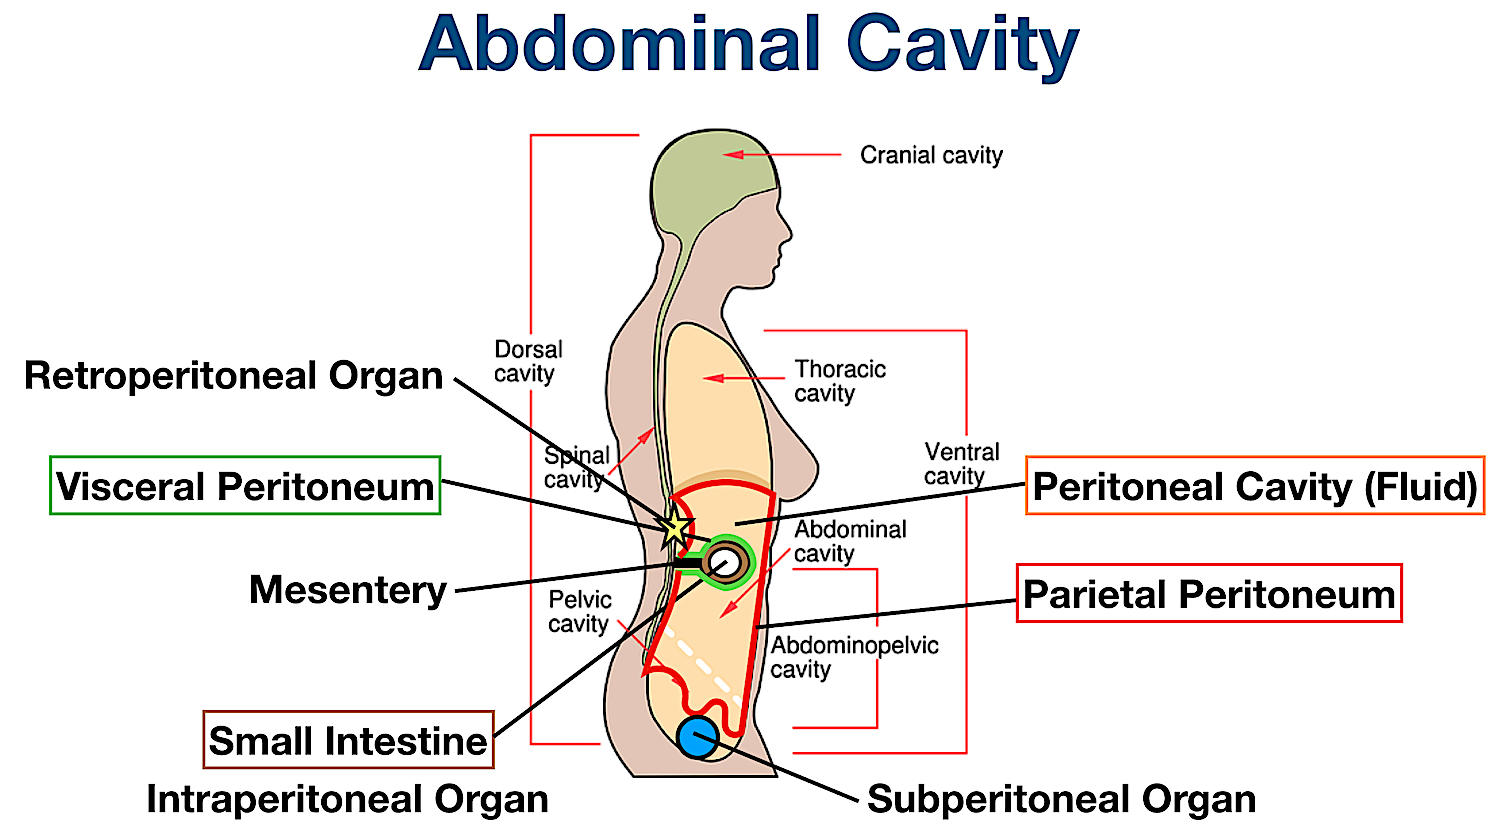 Abdominal Cavity
Cranial cavity
Dorsal
cavity
Retroperitoneal Organ
Thoracic
cavity
Spinal
cavity
Ventral
cavity
Visceral Peritoneum
Peritoneal Cavity (Fluid)
Abdominal
cavity
Mesentery
Pelvic
cavity
Parietal Peritoneum
Abdominopelvic
cavity
Small Intestine
Intraperitoneal Organ
Subperitoneal Organ